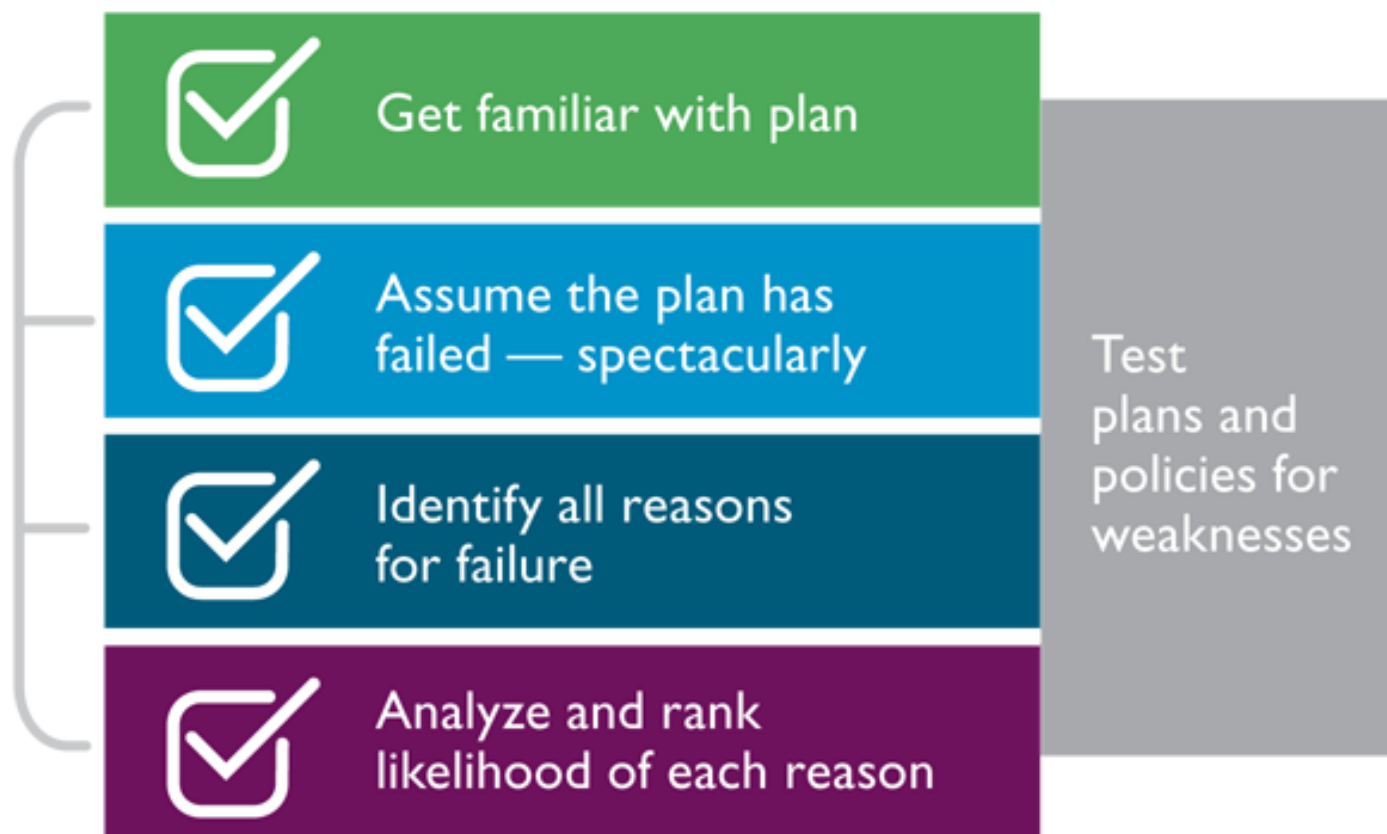 Get familiar with plan
Assume the plan has
failed — spectacularly
Identify all reasons
for failure
Analyze and rank
likelihood of each reason
Test
plans and
policies for
weaknesses